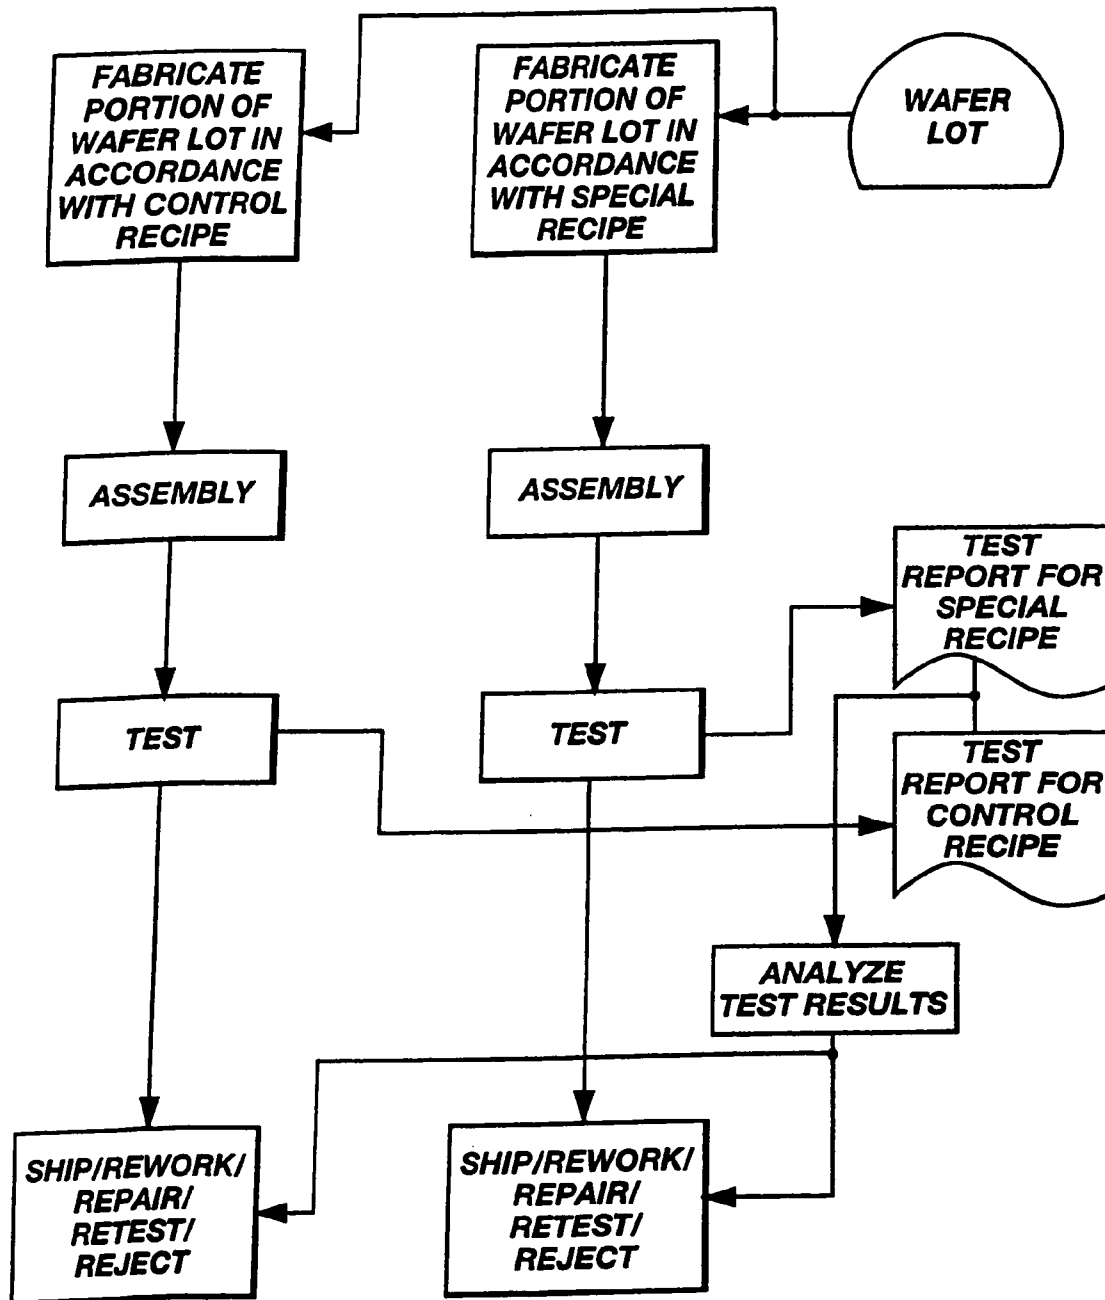 FABRICATE
PORTION OF
WAFER LOT IN
ACCORDANCE
WITH CONTROL
RECIPE
FABRICATE
PORTION OF
WAFER LOT IN
ACCORDANCE
WITH SPECIAL
RECIPE
WAFER
LOT
ASSEMBLY
ASSEMBLY
TEST
REPORT FOR
SPECIAL
RECIPE
TEST
TEST
TEST
REPORT FOR
CONTROL
RECIPE
ANALYZE
TEST RESULTS
SHIP/REWORK/
REPAIR/
RETEST/
REJECT
SHIP/REWORK/
REPAIR/
RETEST/
REJECT